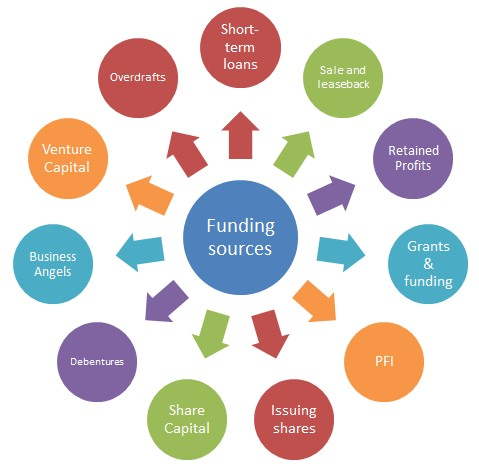 Short-
term
loans
Sale and
leaseback
Retained
Profits
Grants
&
funding
PFI
Issuing
shares
Share
Capital
Debentures
Business
Angels
Venture
Capital
Overdrafts
Funding
sources